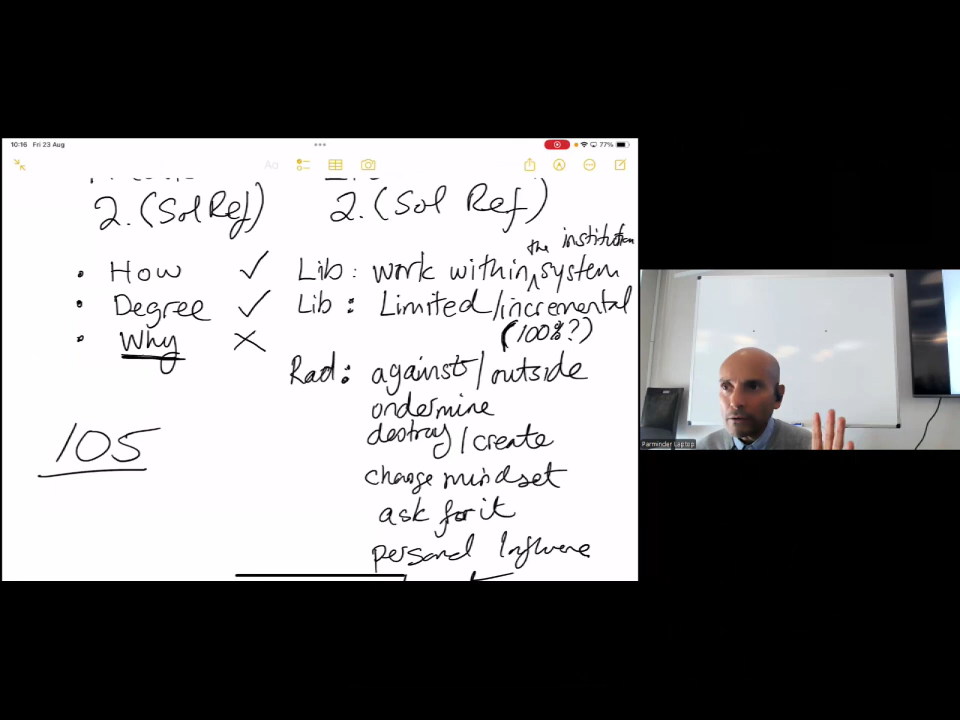 10:16 Fri 23 Aug
77%
Aa
2. (Sol Ref) 2. (Sol Ref)
the institution
• How ✓ Lib: work within ^ system
• Degree ✓ Lib: Limited/incremental
(100%?)
• Why ✗
Rad: against/outside
undermine
destroy/create
105
change mindset
ask for it
personal Influence
Parminder Laptop